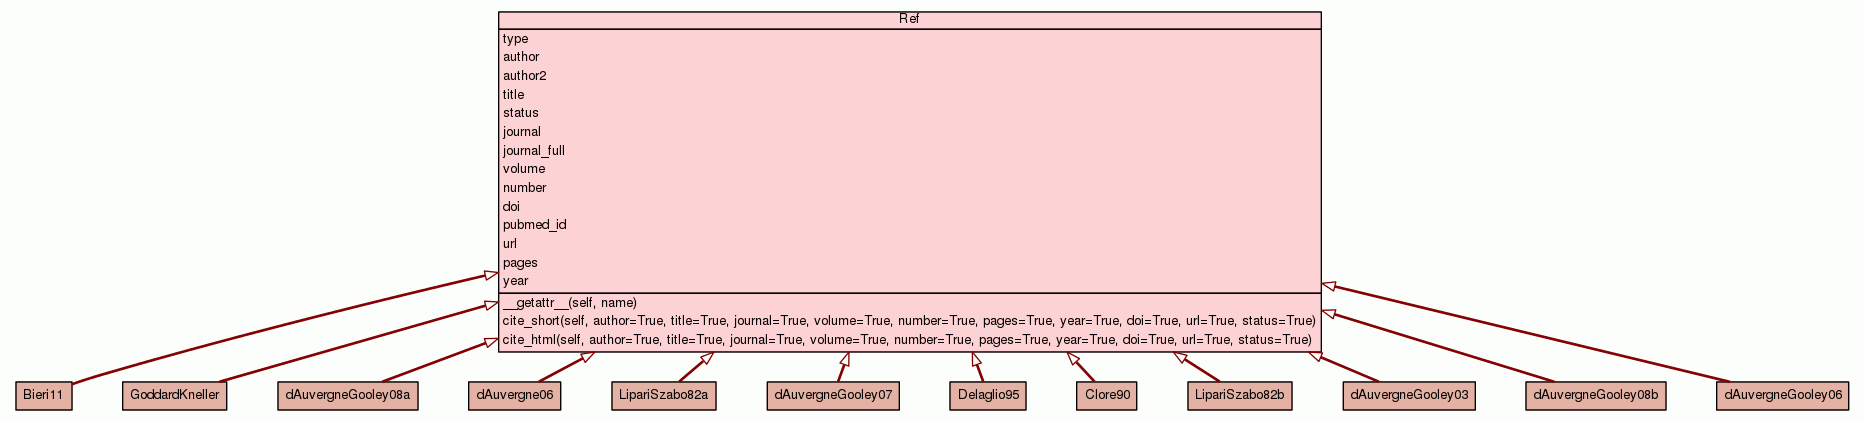 Ref
type
author
author2
title
status
journal
journal_full
volume
number
doi
pubmed_id
url
pages
year
__getattr__(self, name)
cite_short(self, author=True, title=True, journal=True, volume=True, number=True, pages=True, year=True, doi=True, url=True, status=True)
cite_html(self, author=True, title=True, journal=True, volume=True, number=True, pages=True, year=True, doi=True, url=True, status=True)
Bieri11 GoddardKneller dAuvergneGooley08a dAuvergne06 LipariSzabo82a dAuvergneGooley07 Delaglio95 Clore90 LipariSzabo82b dAuvergneGooley03 dAuvergneGooley08b dAuvergneGooley06